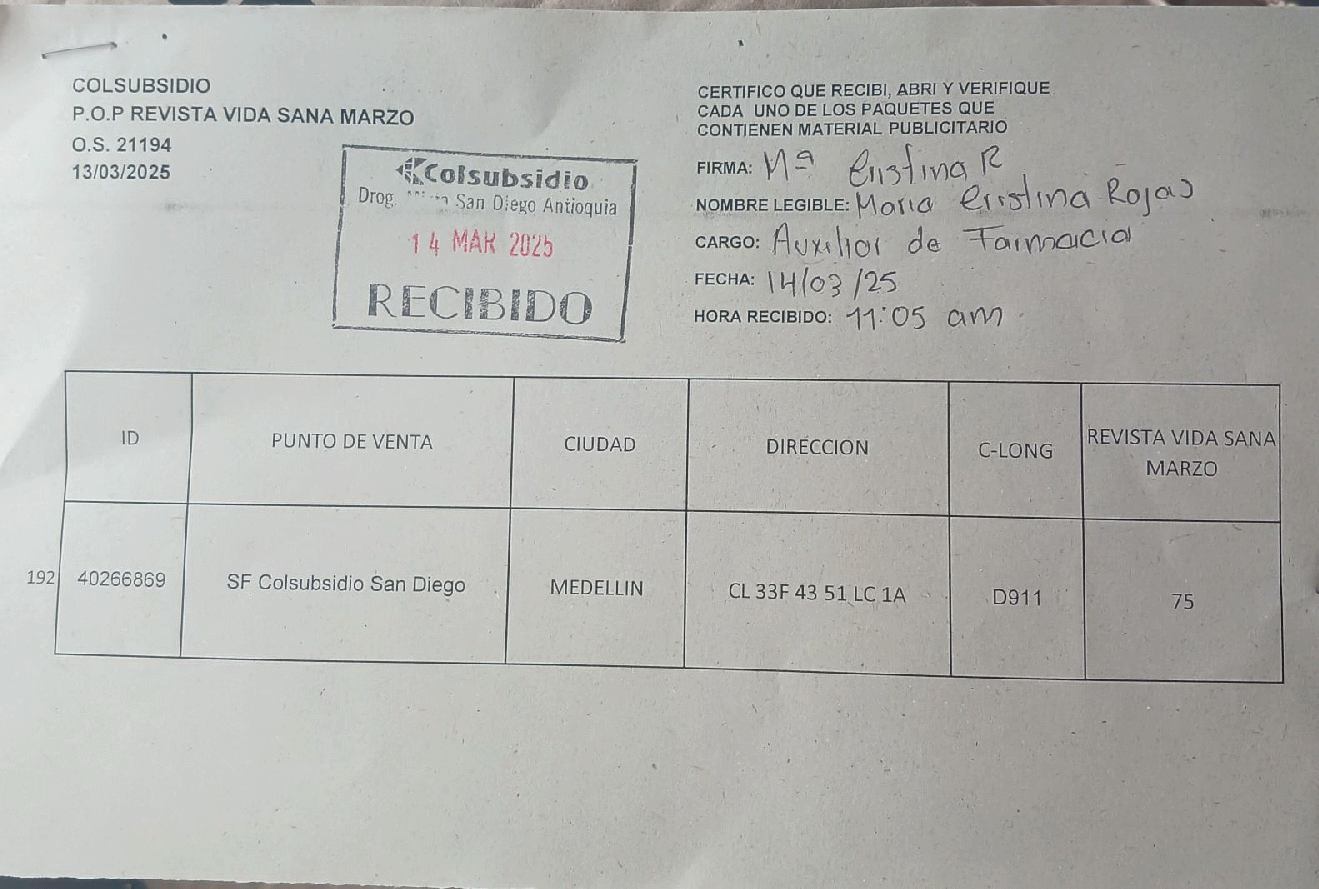 COLSUBSIDIO
P.O.P REVISTA VIDA SANA MARZO
O.S. 21194
13/03/2025
Colsubsidio
Drog. San Diego Antioquia
14 MAR 2025
RECIBIDO
CERTIFICO QUE RECIBI, ABRI Y VERIFIQUE
CADA UNO DE LOS PAQUETES QUE
CONTIENEN MATERIAL PUBLICITARIO
FIRMA: Mª Cristina R
NOMBRE LEGIBLE: Maria Cristina Rojas
CARGO: Auxiliar de Farmacia
FECHA: 14/03/25
HORA RECIBIDO: 11:05 am
ID PUNTO DE VENTA CIUDAD DIRECCION C-LONG REVISTA VIDA SANA
MARZO
192 40266869 SF Colsubsidio San Diego MEDELLIN CL 33F 43 51 LC 1A D911 75